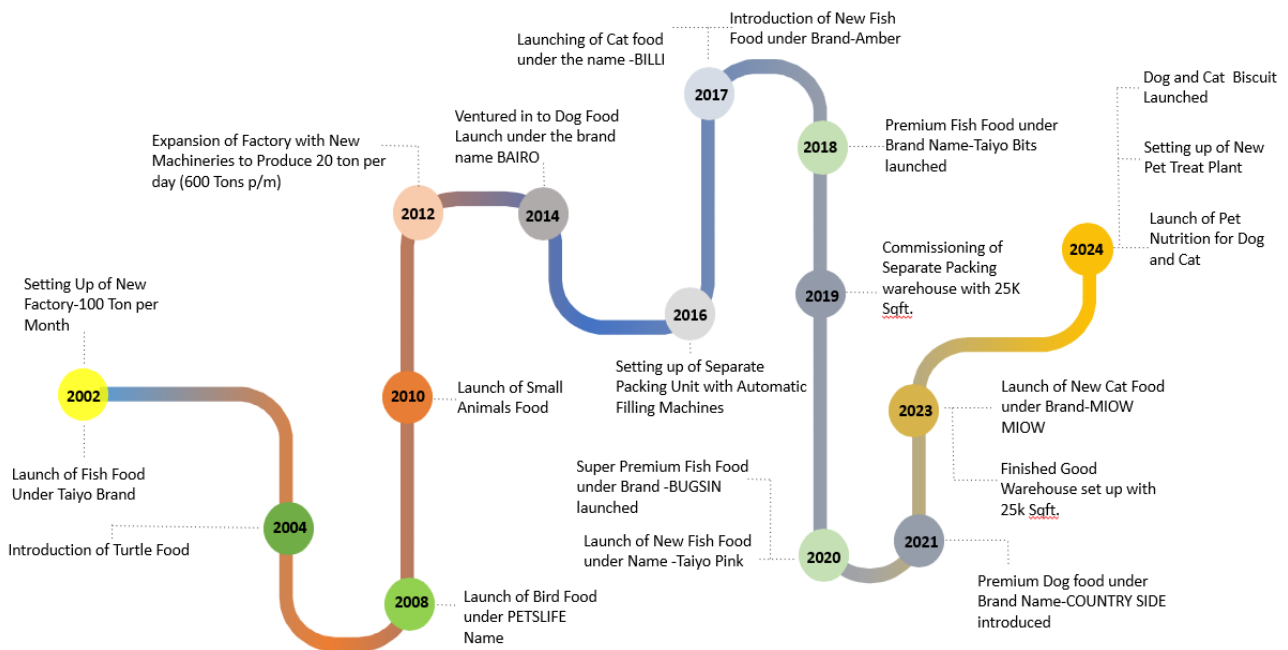 Setting Up of New
Factory-100 Ton per
Month
2002
Launch of Fish Food
Under Taiyo Brand
2004
Introduction of Turtle Food
2008
Launch of Bird Food
under PETSLIFE
Name
2010
Launch of Small
Animals Food
Expansion of Factory with New
Machineries to Produce 20 ton per
day (600 Tons p/m)
2012
Ventured in to Dog Food
Launch under the brand
name BAIRO
2014
2016
Setting up of Separate
Packing Unit with Automatic
Filling Machines
Launching of Cat food
under the name -BILLI
Introduction of New Fish
Food under Brand-Amber
2017
2018
Premium Fish Food under
Brand Name-Taiyo Bits
launched
2019
Commissioning of
Separate Packing
warehouse with 25K
Sqft.
Super Premium Fish Food
under Brand -BUGSIN
launched
Launch of New Fish Food
under Name -Taiyo Pink
2020
2021
Premium Dog food under
Brand Name-COUNTRY SIDE
introduced
2023
Launch of New Cat Food
under Brand-MIOW
MIOW
Finished Good
Warehouse set up with
25k Sqft.
2024
Dog and Cat Biscuit
Launched
Setting up of New
Pet Treat Plant
Launch of Pet
Nutrition for Dog
and Cat